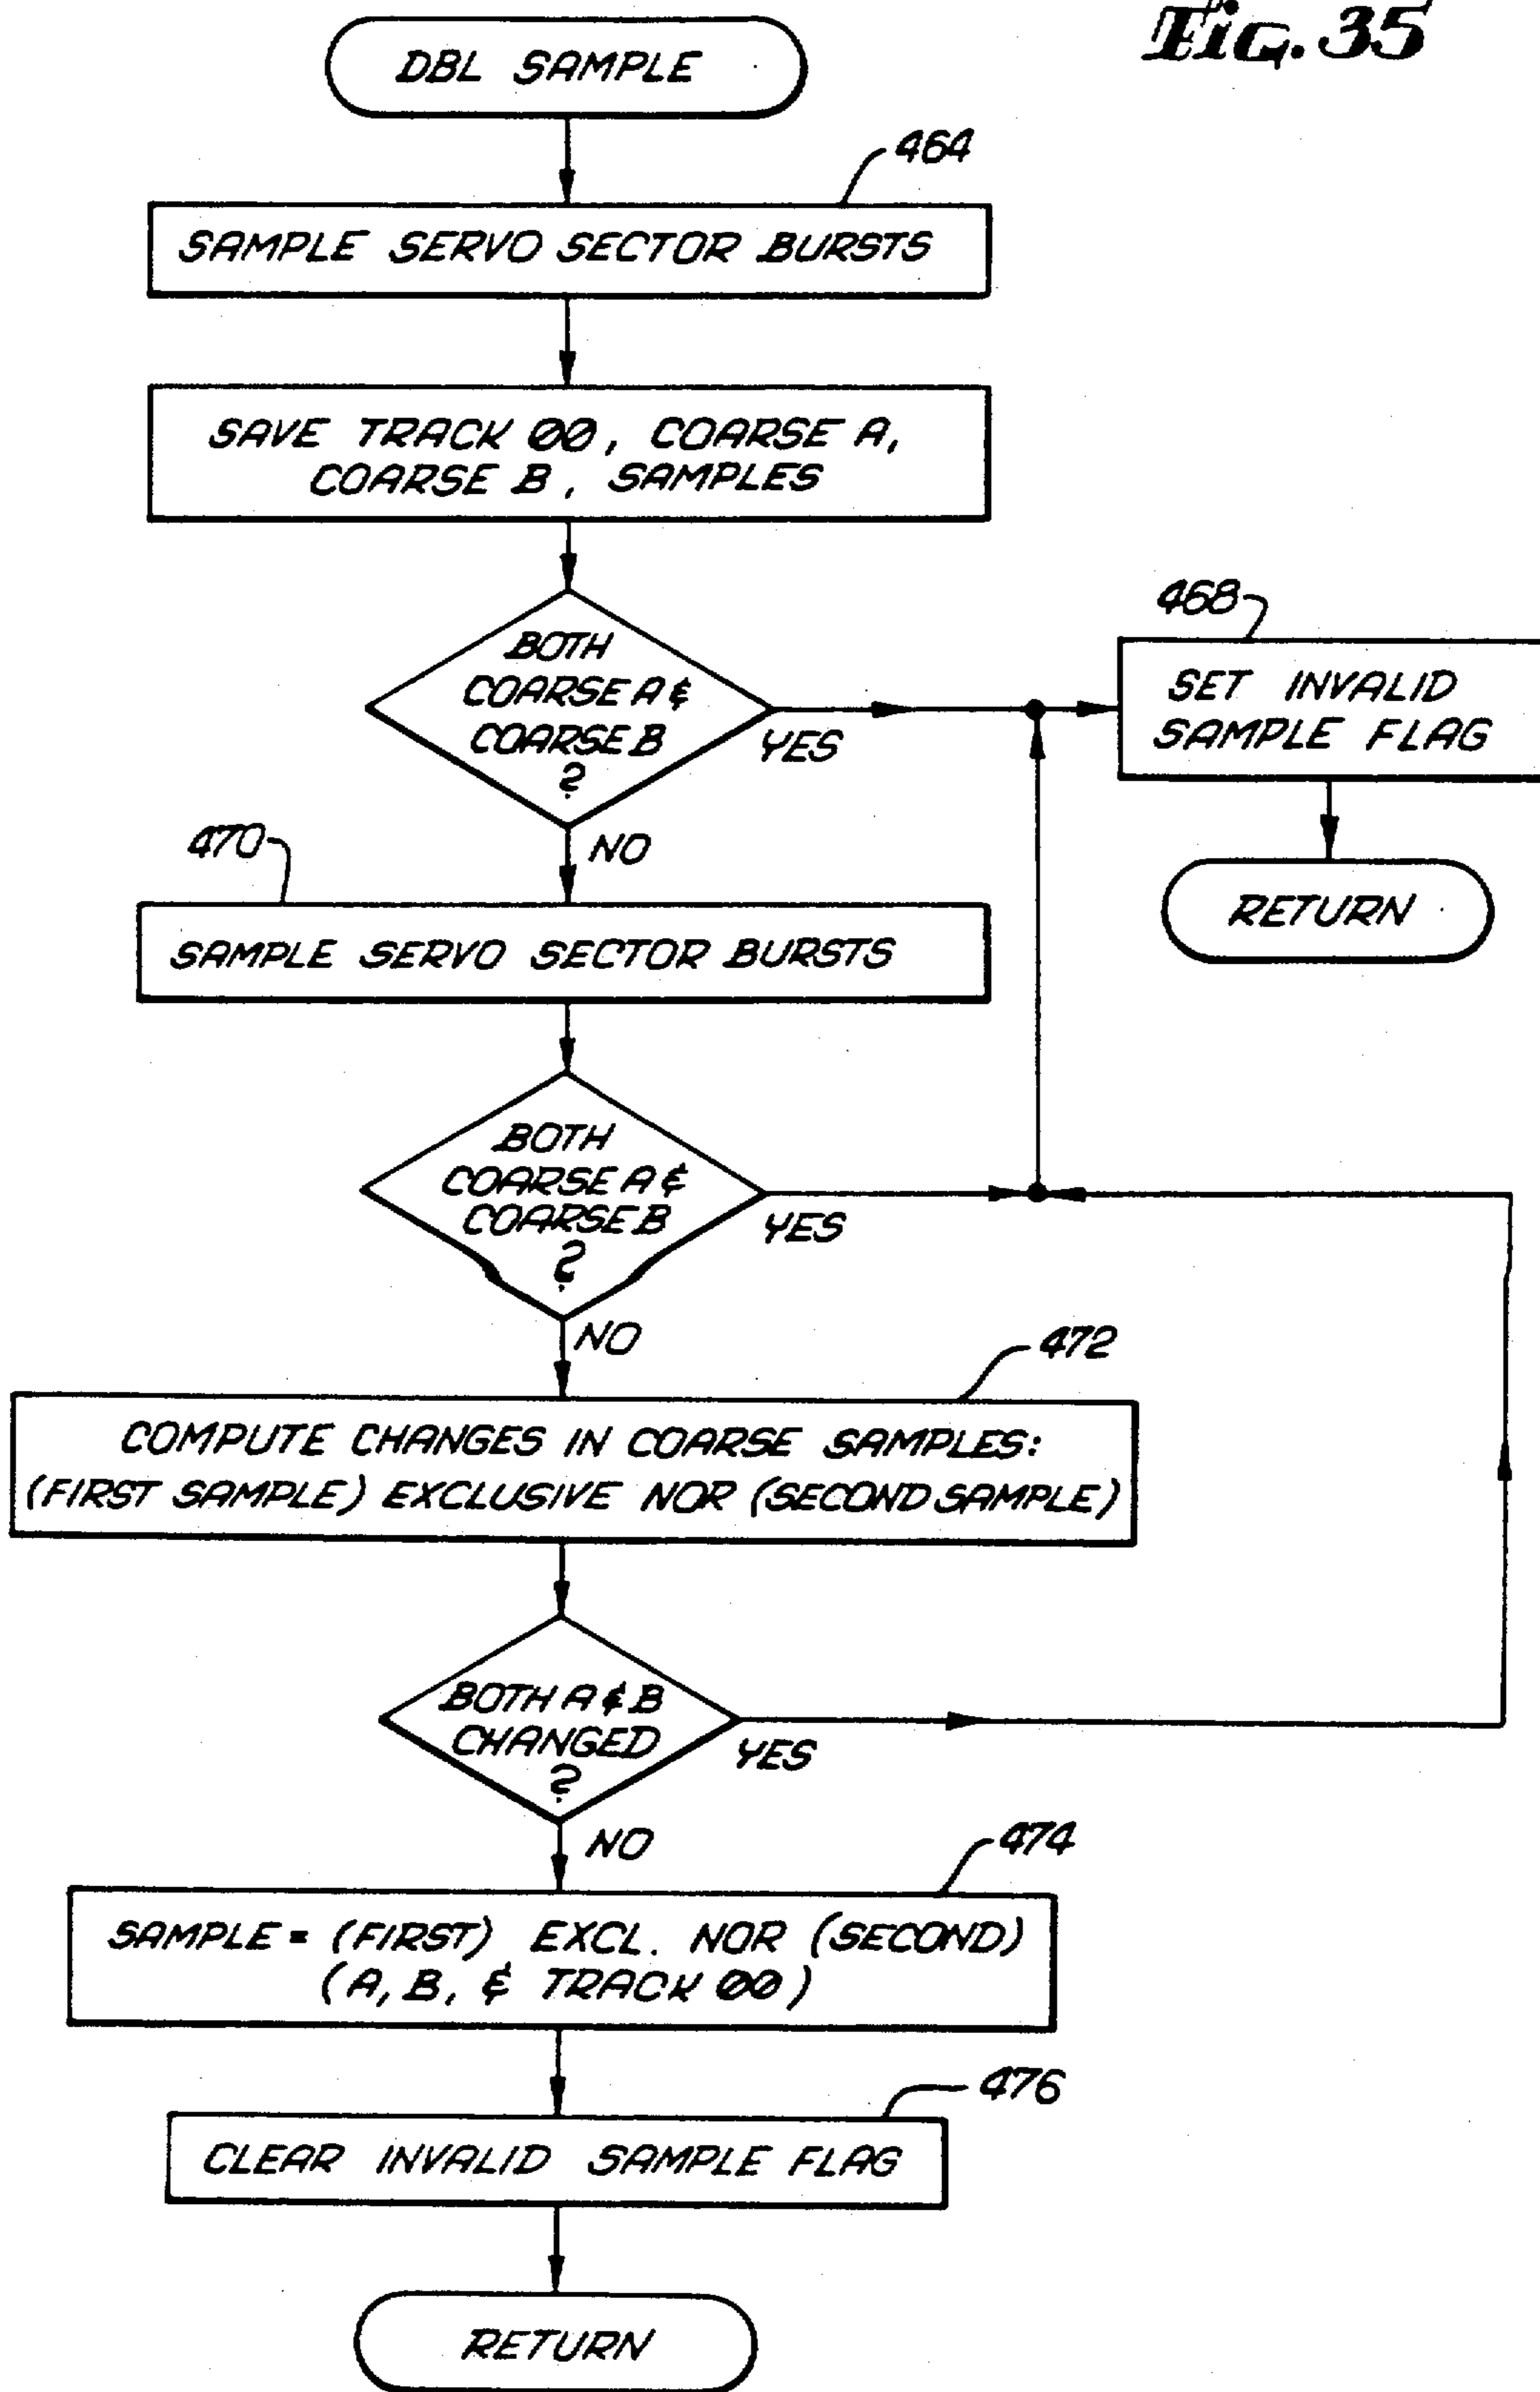 Fig. 35
DBL SAMPLE
464
SAMPLE SERVO SECTOR BURSTS
SAVE TRACK 00, COARSE A,
COARSE B, SAMPLES
BOTH
COARSE A &
COARSE B
?
YES
NO
468
SET INVALID
SAMPLE FLAG
RETURN
470
SAMPLE SERVO SECTOR BURSTS
BOTH
COARSE A &
COARSE B
?
YES
NO
472
COMPUTE CHANGES IN COARSE SAMPLES:
(FIRST SAMPLE) EXCLUSIVE NOR (SECOND SAMPLE)
BOTH A & B
CHANGED
?
YES
NO
474
SAMPLE = (FIRST) EXCL. NOR (SECOND)
(A, B, & TRACK 00)
476
CLEAR INVALID SAMPLE FLAG
RETURN